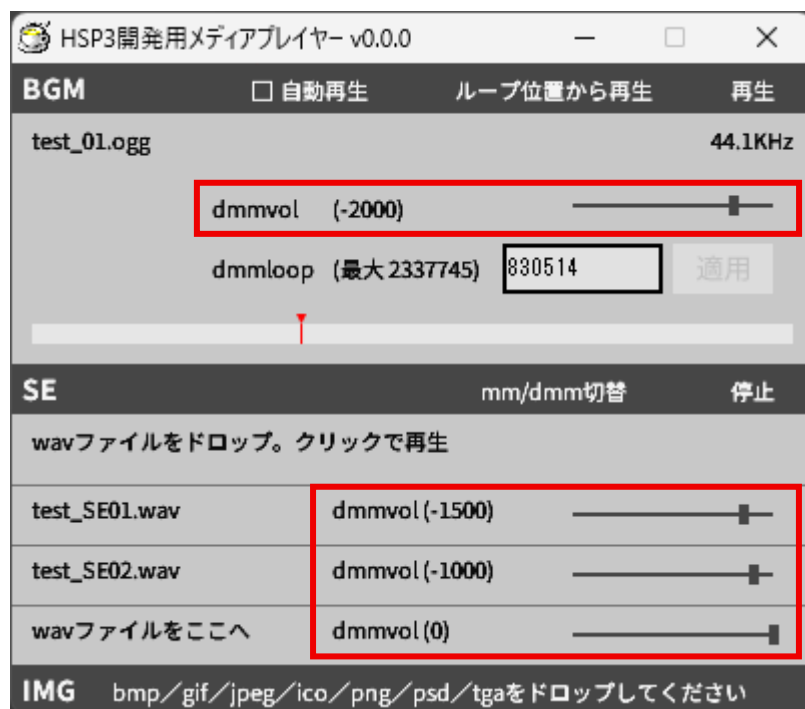 HSP3開発用メディアプレイヤー v0.0.0
BGM □ 自動再生 ループ位置から再生 再生
test_01.ogg 44.1KHz
dmmvol (-2000)
dmmloop (最大 2337745) 830514 適用
SE mm/dmm切替 停止
wavファイルをドロップ。クリックで再生
test_SE01.wav dmmvol (-1500)
test_SE02.wav dmmvol (-1000)
wavファイルをここへ dmmvol (0)
IMG bmp／gif／jpeg／ico／png／psd／tgaをドロップしてください